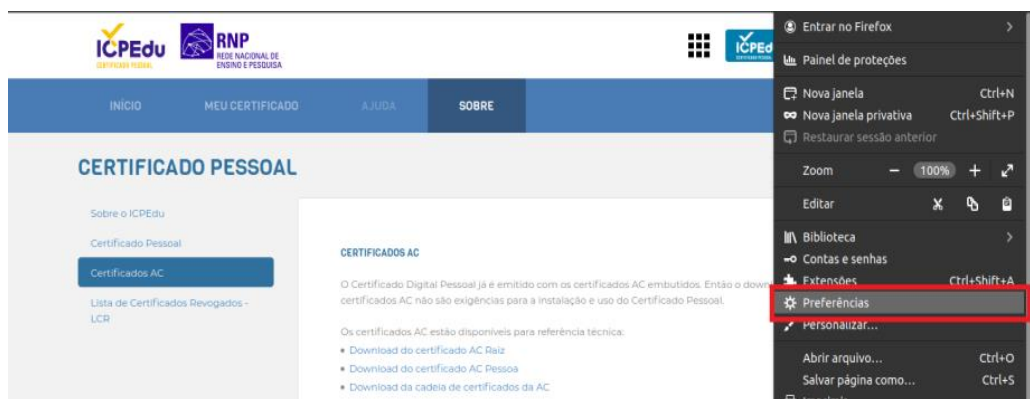 ICPEdu
CERTIFICADO PESSOAL
RNP
REDE NACIONAL DE
ENSINO E PESQUISA
ICPEd
INÍCIO
MEU CERTIFICADO
AJUDA
SOBRE
CERTIFICADO PESSOAL
Sobre o ICPEdu
Certificado Pessoal
Certificados AC
Lista de Certificados Revogados -
LCR
CERTIFICADOS AC
O Certificado Digital Pessoal já é emitido com os certificados AC embutidos. Então o down
certificados AC não são exigências para a instalação e uso do Certificado Pessoal.
Os certificados AC estão disponíveis para referência técnica:
Download do certificado AC Raiz
Download do certificado AC Pessoa
Download da cadeia de certificados da AC
Entrar no Firefox
Painel de proteções
Nova janela Ctrl+N
Nova janela privativa Ctrl+Shift+P
Restaurar sessão anterior
Zoom − 100% +
Editar
Biblioteca
Contas e senhas
Extensões Ctrl+Shift+A
Preferências
Personalizar...
Abrir arquivo... Ctrl+O
Salvar página como... Ctrl+S